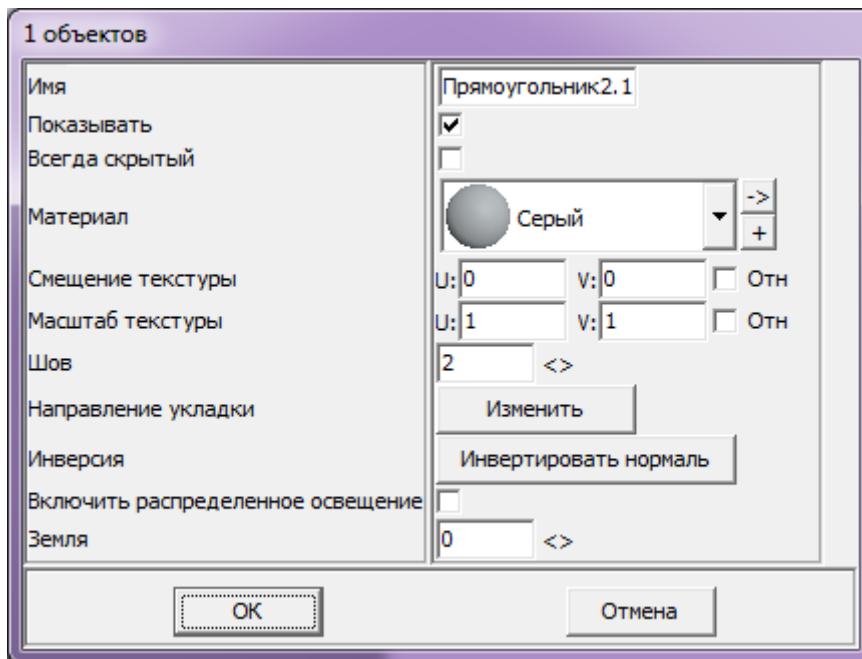 1 объектов
Имя Прямоугольник2.1
Показывать
Всегда скрытый
Материал Серый ->
+
Смещение текстуры U: 0 V: 0 Отн
Масштаб текстуры U: 1 V: 1 Отн
Шов 2 <>
Направление укладки Изменить
Инверсия Инвертировать нормаль
Включить распределенное освещение
Земля 0 <>
OK Отмена